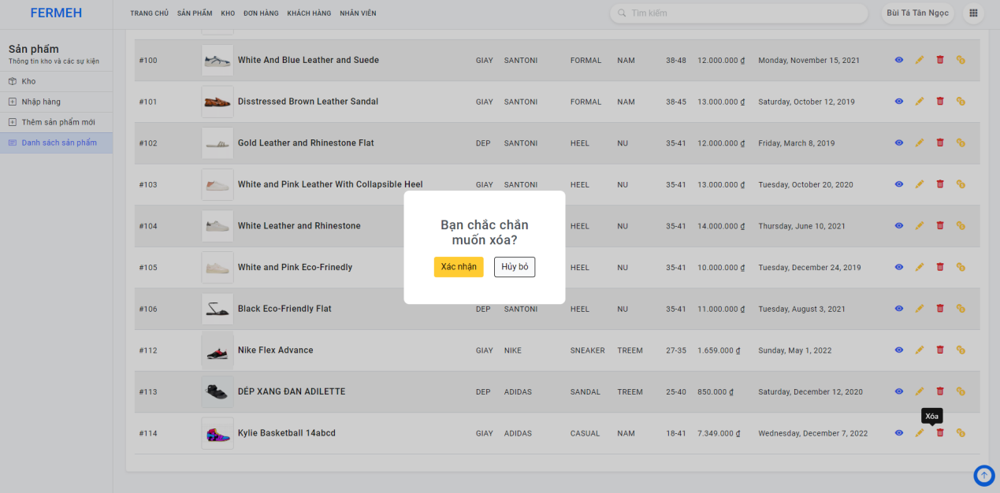 FERMEH
TRANG CHỦ SẢN PHẨM KHO ĐƠN HÀNG KHÁCH HÀNG NHÂN VIÊN
Tìm kiếm
Bùi Tá Tân Ngọc
Sản phẩm
Thông tin kho và các sự kiện
Kho
Nhập hàng
Thêm sản phẩm mới
Danh sách sản phẩm
#100 White And Blue Leather and Suede GIAY SANTONI FORMAL NAM 38-48 12.000.000 ₫ Monday, November 15, 2021
#101 Disstressed Brown Leather Sandal GIAY SANTONI FORMAL NAM 38-45 13.000.000 ₫ Saturday, October 12, 2019
#102 Gold Leather and Rhinestone Flat DEP SANTONI HEEL NU 35-41 12.000.000 ₫ Friday, March 8, 2019
#103 White and Pink Leather With Collapsible Heel GIAY SANTONI HEEL NU 35-41 13.000.000 ₫ Tuesday, October 20, 2020
#104 White Leather and Rhinestone HEEL NU 35-41 14.000.000 ₫ Thursday, June 10, 2021
#105 White and Pink Eco-Frinedly HEEL NU 35-41 10.000.000 ₫ Tuesday, December 24, 2019
#106 Black Eco-Friendly Flat DEP SANTONI HEEL NU 35-41 11.000.000 ₫ Tuesday, August 3, 2021
#112 Nike Flex Advance GIAY NIKE SNEAKER TREEM 27-35 1.659.000 ₫ Sunday, May 1, 2022
#113 DÉP XANG ĐAN ADILETTE DEP ADIDAS SANDAL TREEM 25-40 850.000 ₫ Saturday, December 12, 2020
#114 Kylie Basketball 14abcd GIAY ADIDAS CASUAL NAM 18-41 7.349.000 ₫ Wednesday, December 7, 2022
Bạn chắc chắn
muốn xóa?
Xác nhận Hủy bỏ
Xóa